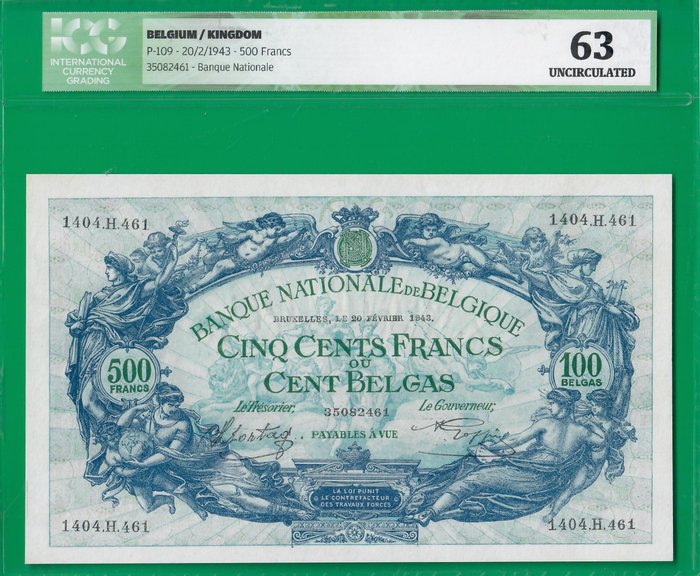 ICG
INTERNATIONAL
CURRENCY
GRADING
BELGIUM / KINGDOM
P-109 - 20/2/1943 - 500 Francs
35082461 - Banque Nationale
63
UNCIRCULATED
1404.H.461
1404.H.461
BANQUE NATIONALE DE BELGIQUE
BRUXELLES, LE 20 FÉVRIER 1943.
CINQ CENTS FRANCS
OU
CENT BELGAS
500
FRANCS
100
BELGAS
Le Trésorier,
35082461
Le Gouverneur,
PAYABLES À VUE
LA LOI PUNIT
LE CONTREFACTEUR
DES TRAVAUX FORCÉS
1404.H.461
1404.H.461